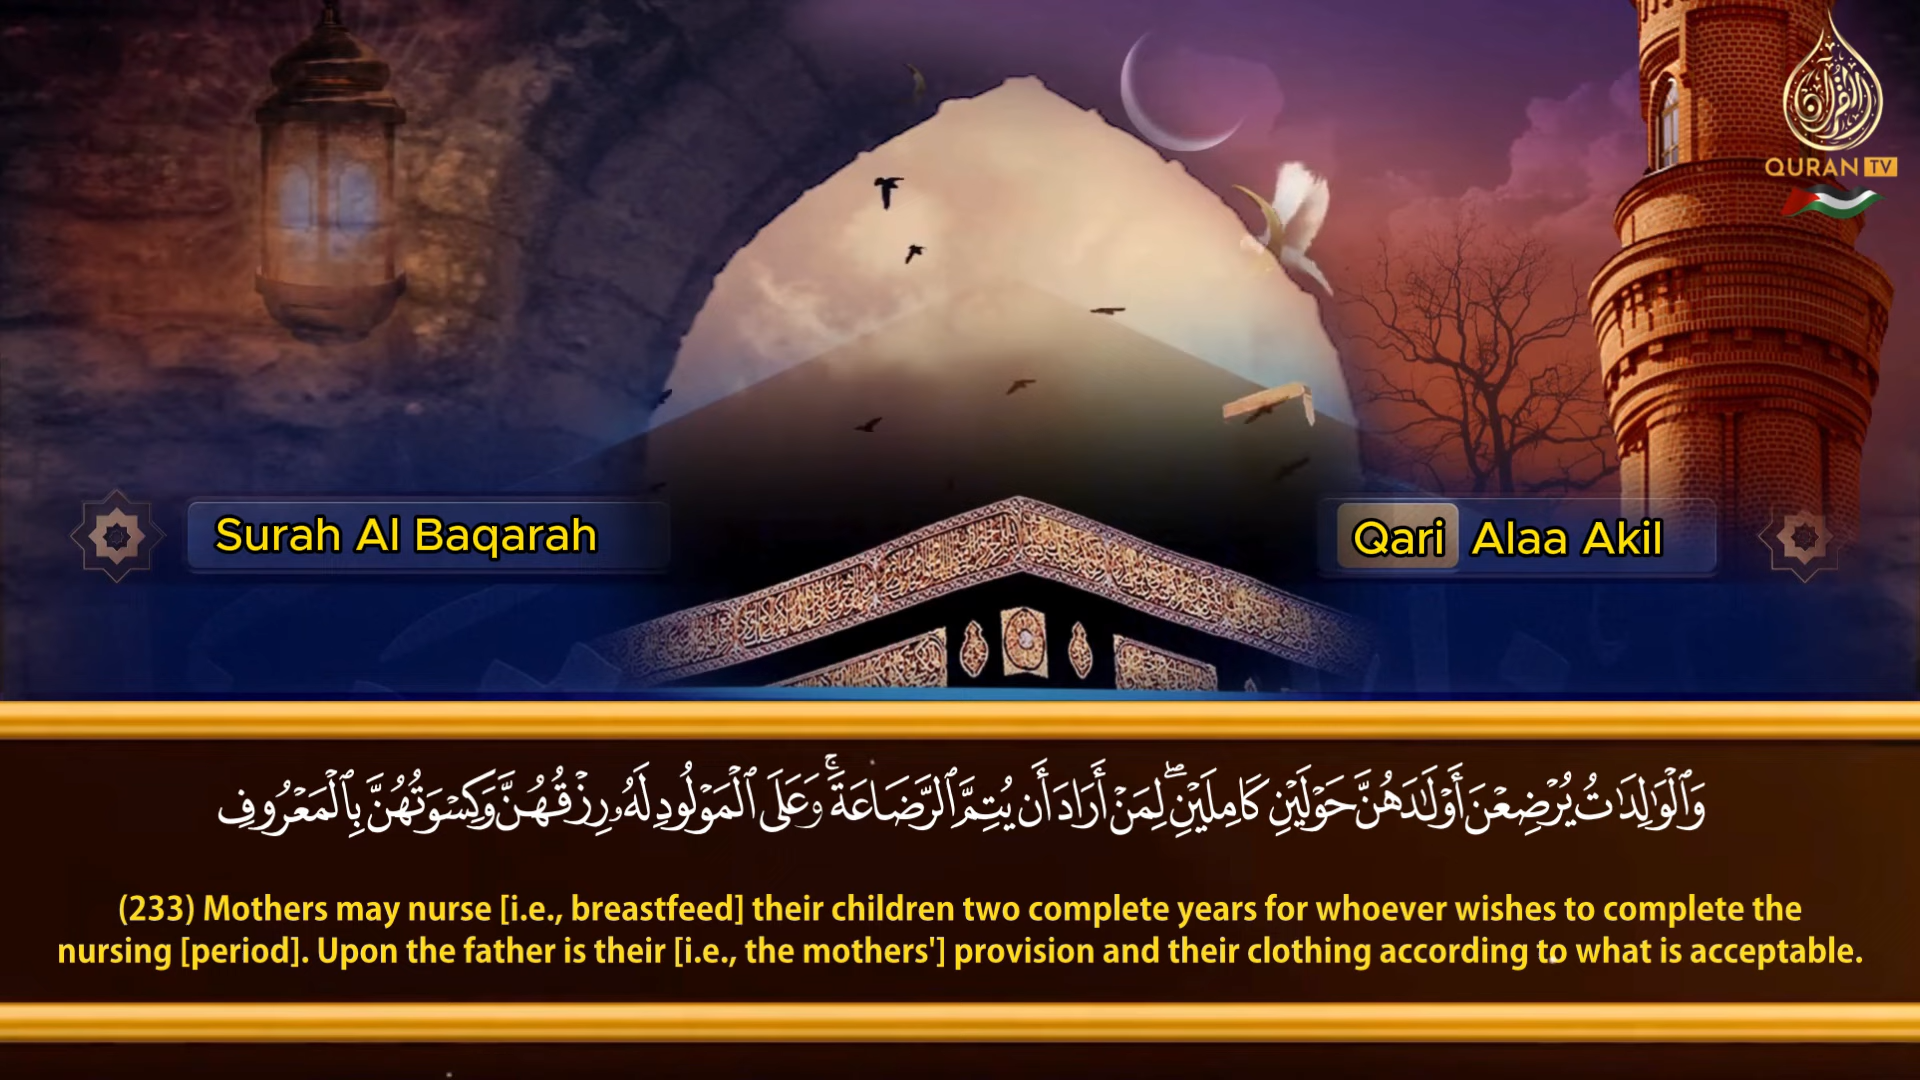 القرآن
QURAN TV
Surah Al Baqarah
Qari Alaa Akil
وَٱلْوَٰلِدَٰتُ يُرْضِعْنَ أَوْلَٰدَهُنَّ حَوْلَيْنِ كَامِلَيْنِ ۖ لِمَنْ أَرَادَ أَن يُتِمَّ ٱلرَّضَاعَةَ ۚ وَعَلَى ٱلْمَوْلُودِ لَهُۥ رِزْقُهُنَّ وَكِسْوَتُهُنَّ بِٱلْمَعْرُوفِ
(233) Mothers may nurse [i.e., breastfeed] their children two complete years for whoever wishes to complete the
nursing [period]. Upon the father is their [i.e., the mothers'] provision and their clothing according to what is acceptable.